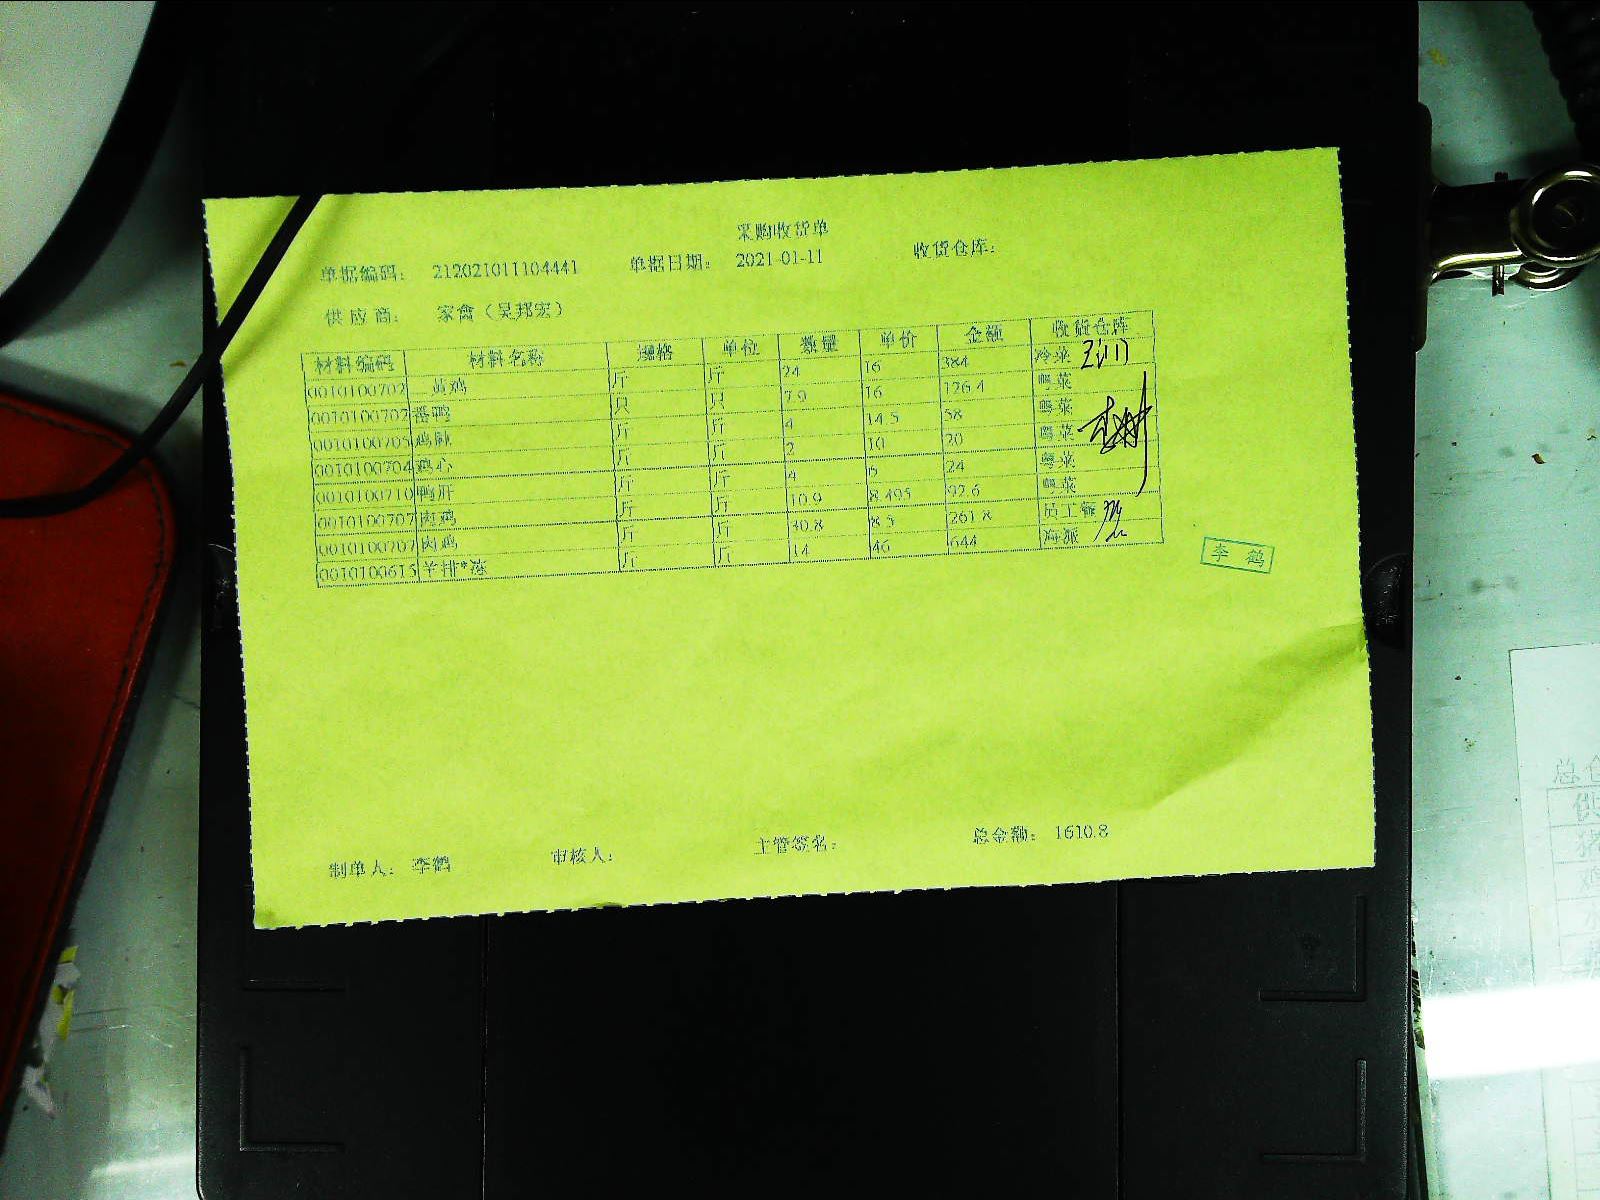 采购收货单
单据编码： 212021011104441 单据日期： 2021-01-11 收货仓库：
供应商： 家禽（吴邦宏）
材料编码 材料名称 规格 单位 数量 单价 金额 收货仓库
0010100702 黄鸡 斤 斤 24 16 384 冷菜
0010100702 番鸭 只 只 7.9 16 126.4 粤菜
0010100705 鸡 斤 斤 4 14.5 58 粤菜
0010100704 鸡心 斤 斤 2 10 20 粤菜
0010100710 鸭肝 斤 斤 4 6 24 粤菜
0010100707 肉鸡 斤 斤 10.9 8.495 92.6 粤菜
0010100707 肉鸡 斤 斤 30.8 8.5 261.8 员工餐
0010100615 羊排*冻 斤 斤 14 46 644 海派
李 鹤
制单人： 李鹤 审核人： 主管签名： 总金额： 1610.8
总仓